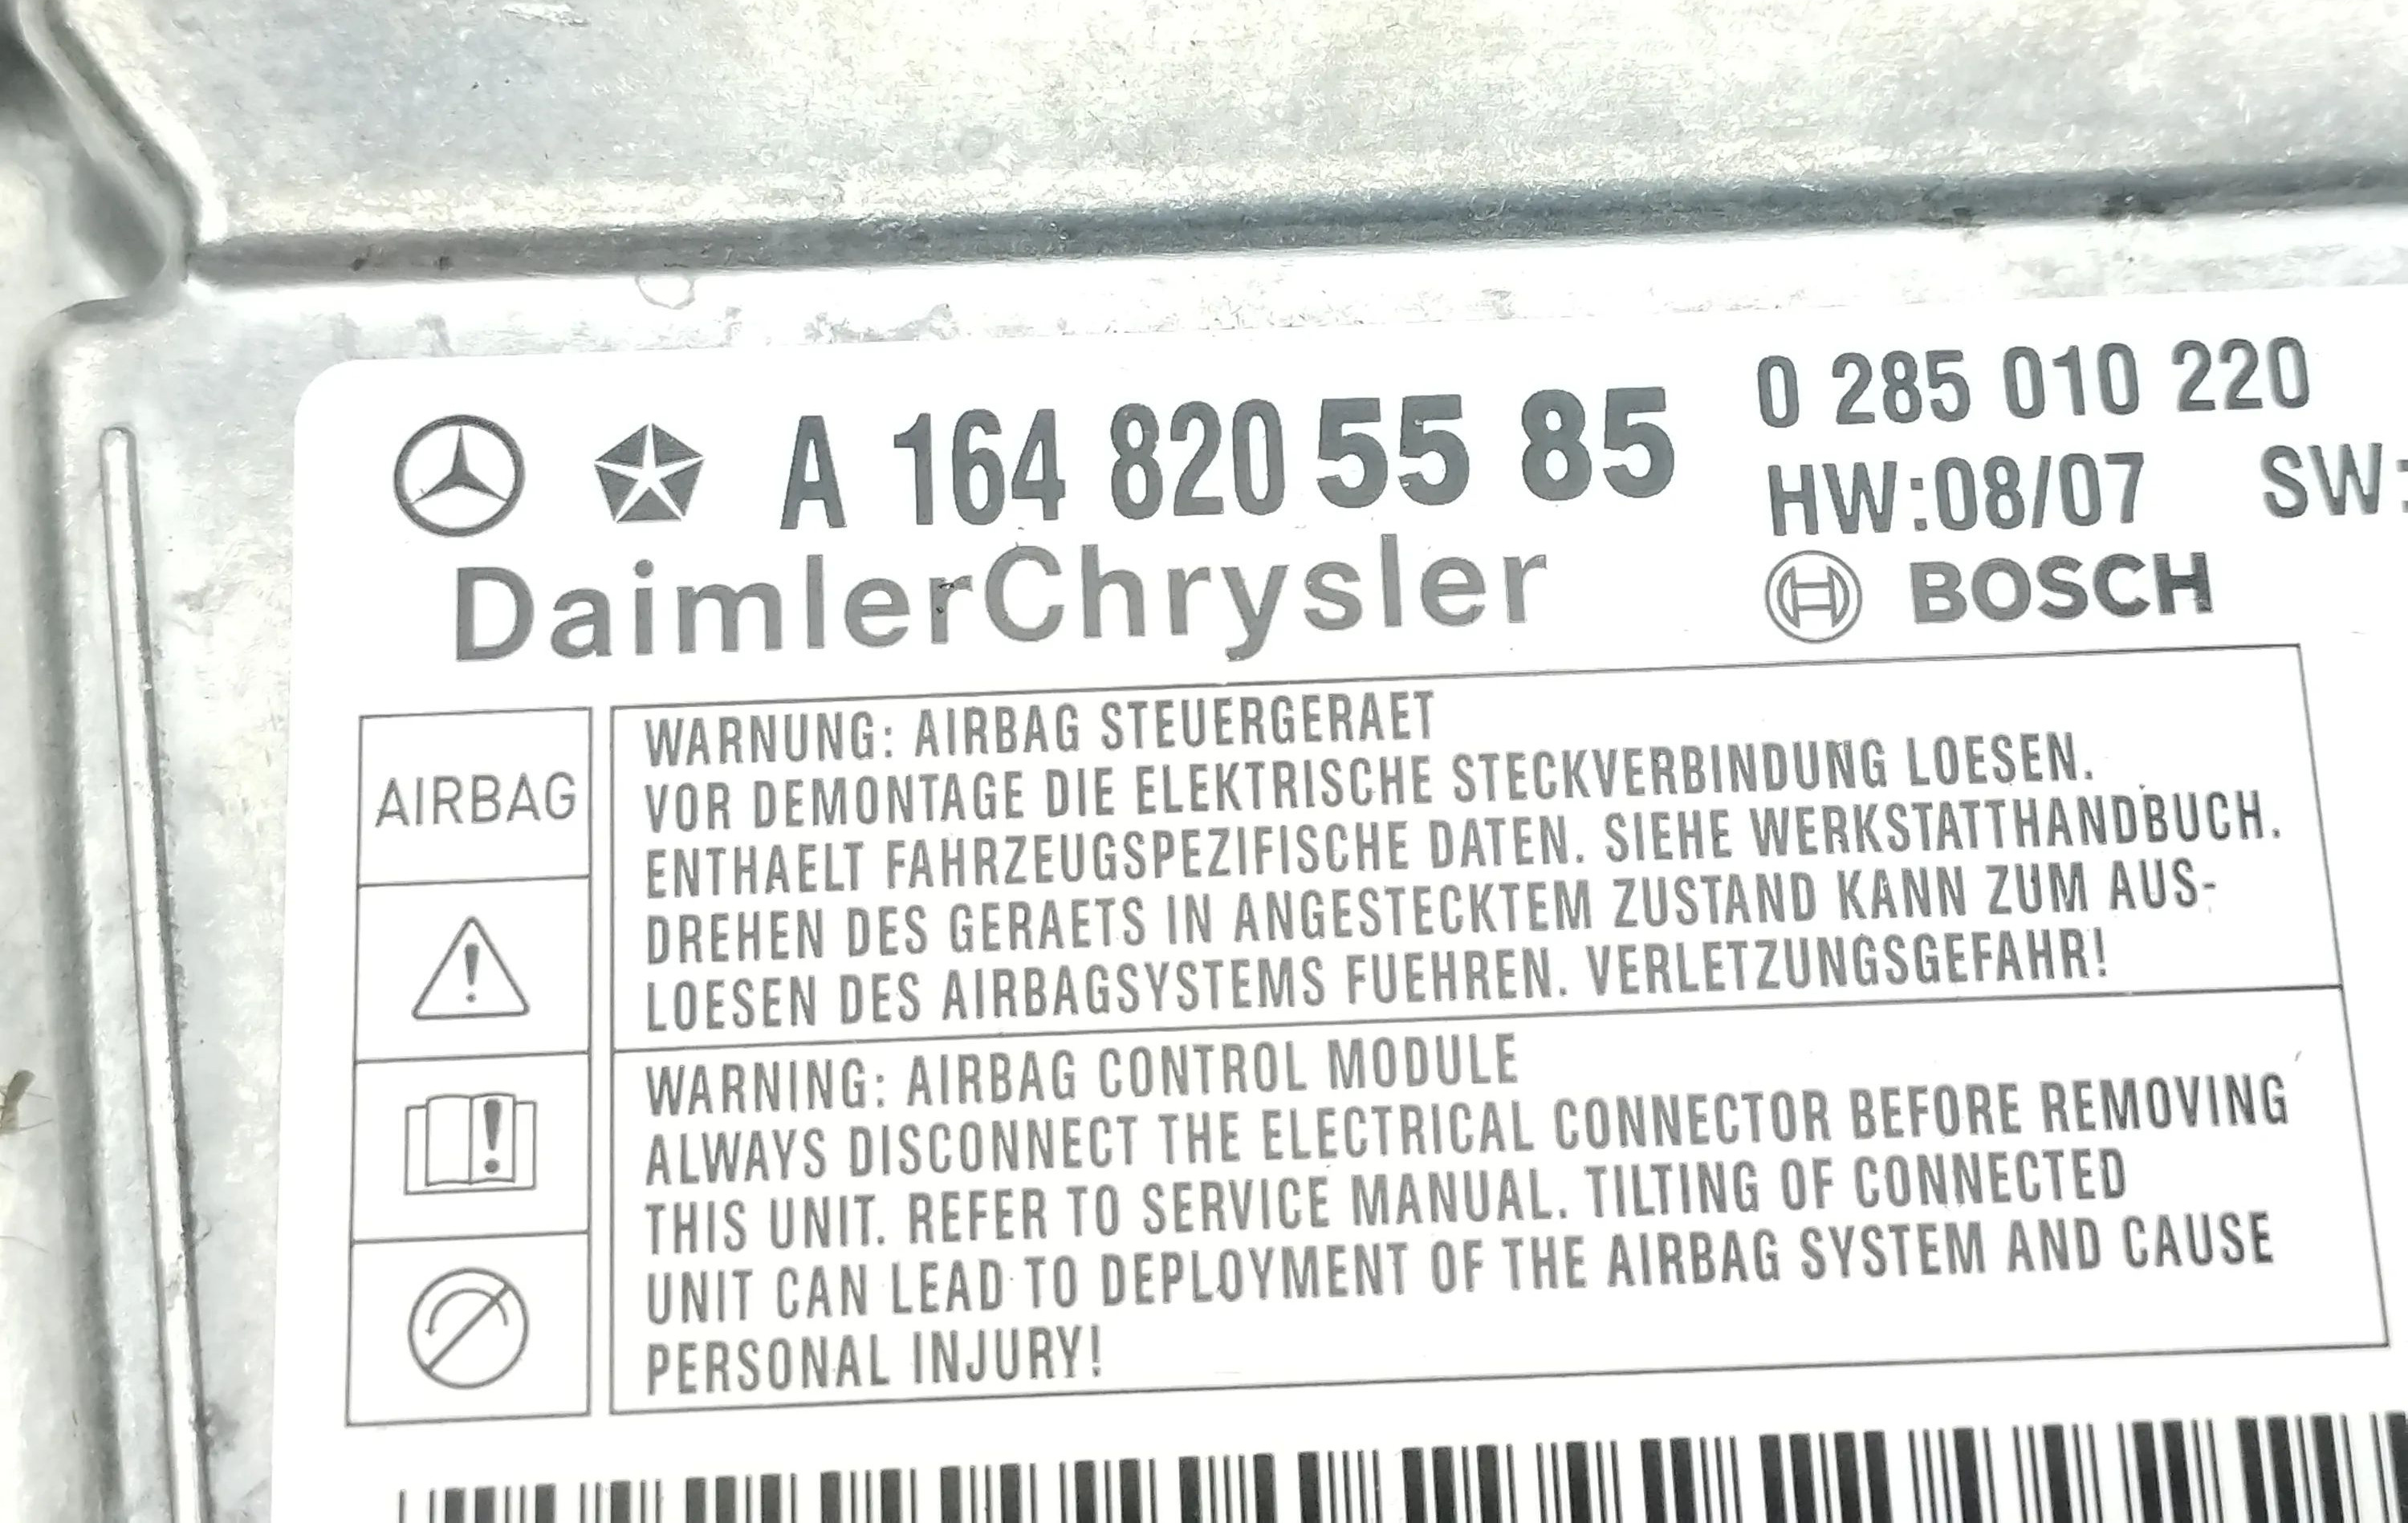 A 164 820 55 85
0 285 010 220
HW:08/07 SW:
DaimlerChrysler
BOSCH
AIRBAG
WARNUNG: AIRBAG STEUERGERAET
VOR DEMONTAGE DIE ELEKTRISCHE STECKVERBINDUNG LOESEN.
ENTHAELT FAHRZEUGSPEZIFISCHE DATEN. SIEHE WERKSTATTHANDBUCH.
DREHEN DES GERAETS IN ANGESTECKTEM ZUSTAND KANN ZUM AUS-
LOESEN DES AIRBAGSYSTEMS FUEHREN. VERLETZUNGSGEFAHR!
WARNING: AIRBAG CONTROL MODULE
ALWAYS DISCONNECT THE ELECTRICAL CONNECTOR BEFORE REMOVING
THIS UNIT. REFER TO SERVICE MANUAL. TILTING OF CONNECTED
UNIT CAN LEAD TO DEPLOYMENT OF THE AIRBAG SYSTEM AND CAUSE
PERSONAL INJURY!